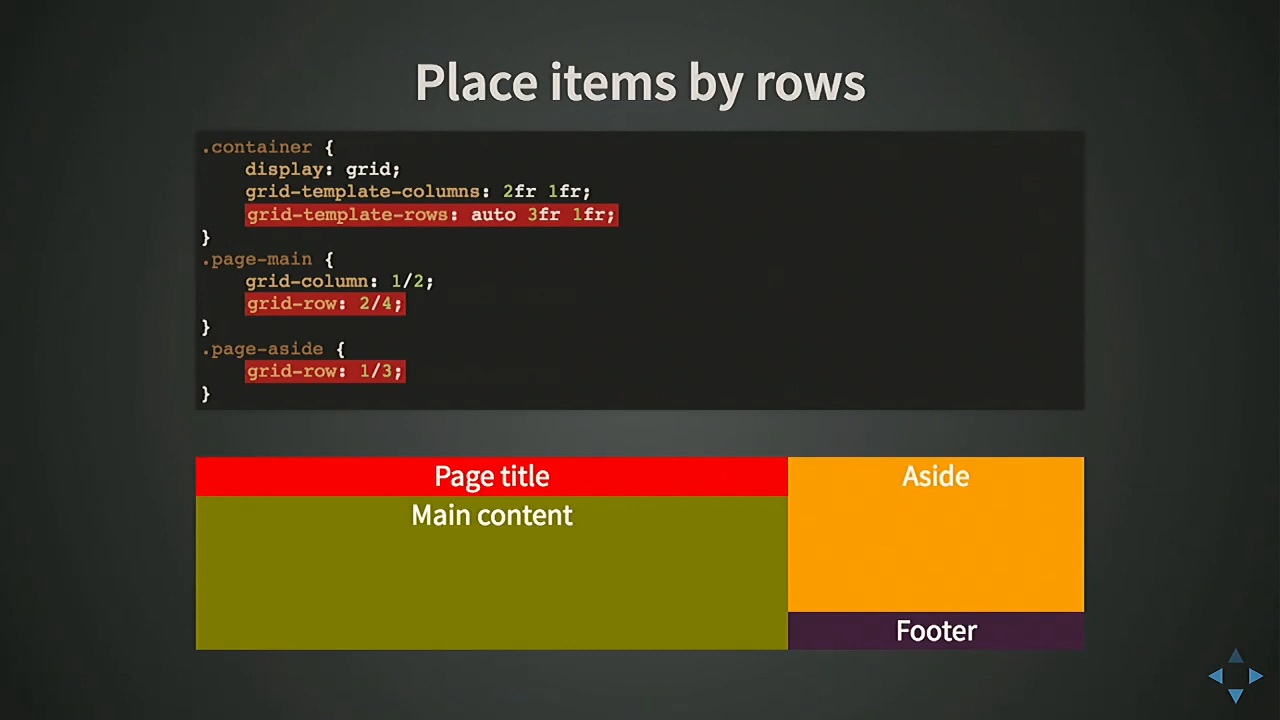 Place items by rows
.container {
    display: grid;
    grid-template-columns: 2fr 1fr;
    grid-template-rows: auto 3fr 1fr;
}
.page-main {
    grid-column: 1/2;
    grid-row: 2/4;
}
.page-aside {
    grid-row: 1/3;
}
Page title
Aside
Main content
Footer